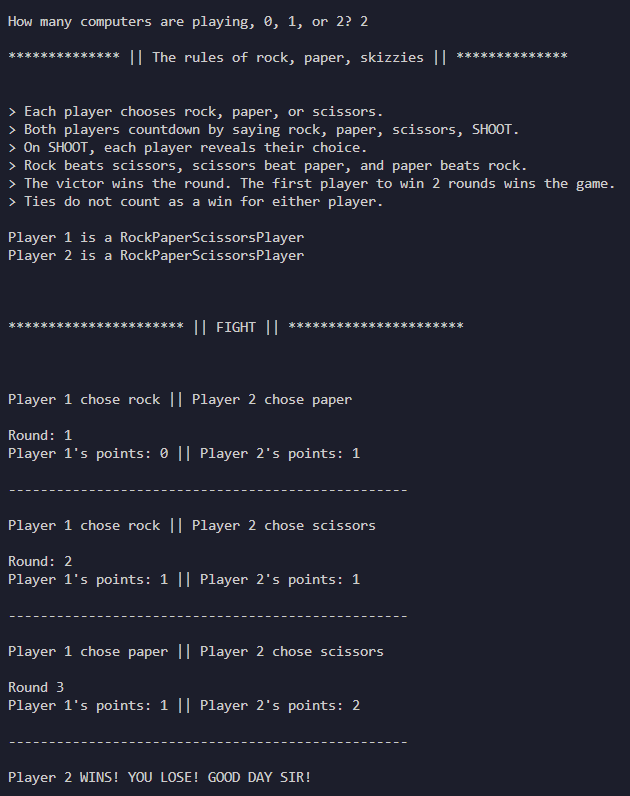 How many computers are playing, 0, 1, or 2? 2
************** || The rules of rock, paper, skizzies || **************
> Each player chooses rock, paper, or scissors.
> Both players countdown by saying rock, paper, scissors, SHOOT.
> On SHOOT, each player reveals their choice.
> Rock beats scissors, scissors beat paper, and paper beats rock.
> The victor wins the round. The first player to win 2 rounds wins the game.
> Ties do not count as a win for either player.
Player 1 is a RockPaperScissorsPlayer
Player 2 is a RockPaperScissorsPlayer
********************** || FIGHT || **********************
Player 1 chose rock || Player 2 chose paper
Round: 1
Player 1's points: 0 || Player 2's points: 1
--------------------------------------------------
Player 1 chose rock || Player 2 chose scissors
Round: 2
Player 1's points: 1 || Player 2's points: 1
--------------------------------------------------
Player 1 chose paper || Player 2 chose scissors
Round 3
Player 1's points: 1 || Player 2's points: 2
--------------------------------------------------
Player 2 WINS! YOU LOSE! GOOD DAY SIR!